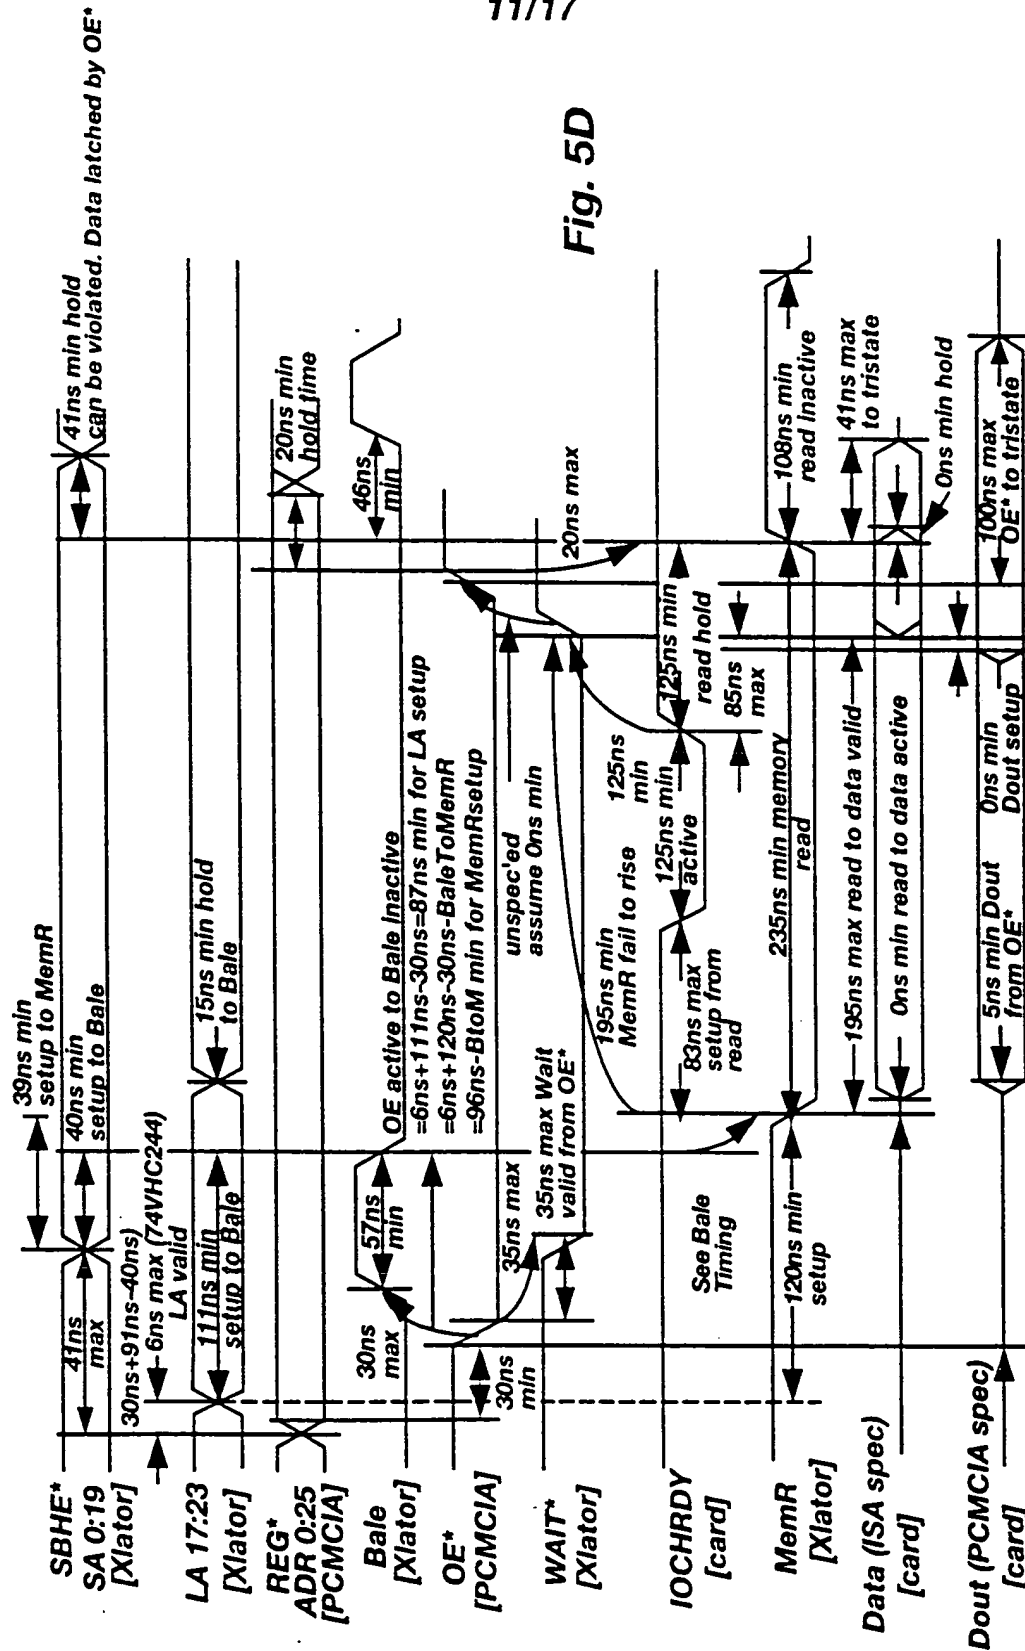 11/17
Fig. 5D
SBHE*
SA 0:19
[Xlator]
39ns min
setup to MemR
40ns min
setup to Bale
41ns
max
41ns min hold
can be violated. Data latched by OE*
30ns+91ns-40ns)
6ns max (74VHC244)
LA valid
LA 17:23
[Xlator]
111ns min
setup to Bale
15ns min hold
to Bale
REG*
ADR 0:25
[PCMCIA]
20ns min
hold time
Bale
[Xlator]
30ns
max
57ns
min
OE active to Bale Inactive
=6ns+111ns-30ns=87ns min for LA setup
=6ns+120ns-30ns-BaleToMemR
=96ns-BtoM min for MemRsetup
46ns
min
OE*
[PCMCIA]
30ns
min
35ns max
unspec'ed
assume 0ns min
20ns max
WAIT*
[Xlator]
35ns max Wait
valid from OE*
195ns min
MemR fail to rise
125ns
min
IOCHRDY
[card]
See Bale
Timing
83ns max
setup from
read
125ns min
active
125ns min
read hold
85ns
max
MemR
[Xlator]
120ns min
setup
235ns min memory
read
108ns min
read Inactive
Data (ISA spec)
[card]
195ns max read to data valid
0ns min read to data active
41ns max
to tristate
0ns min hold
Dout (PCMCIA spec)
[card]
5ns min Dout
from OE*
0ns min
Dout setup
100ns max
OE* to tristate